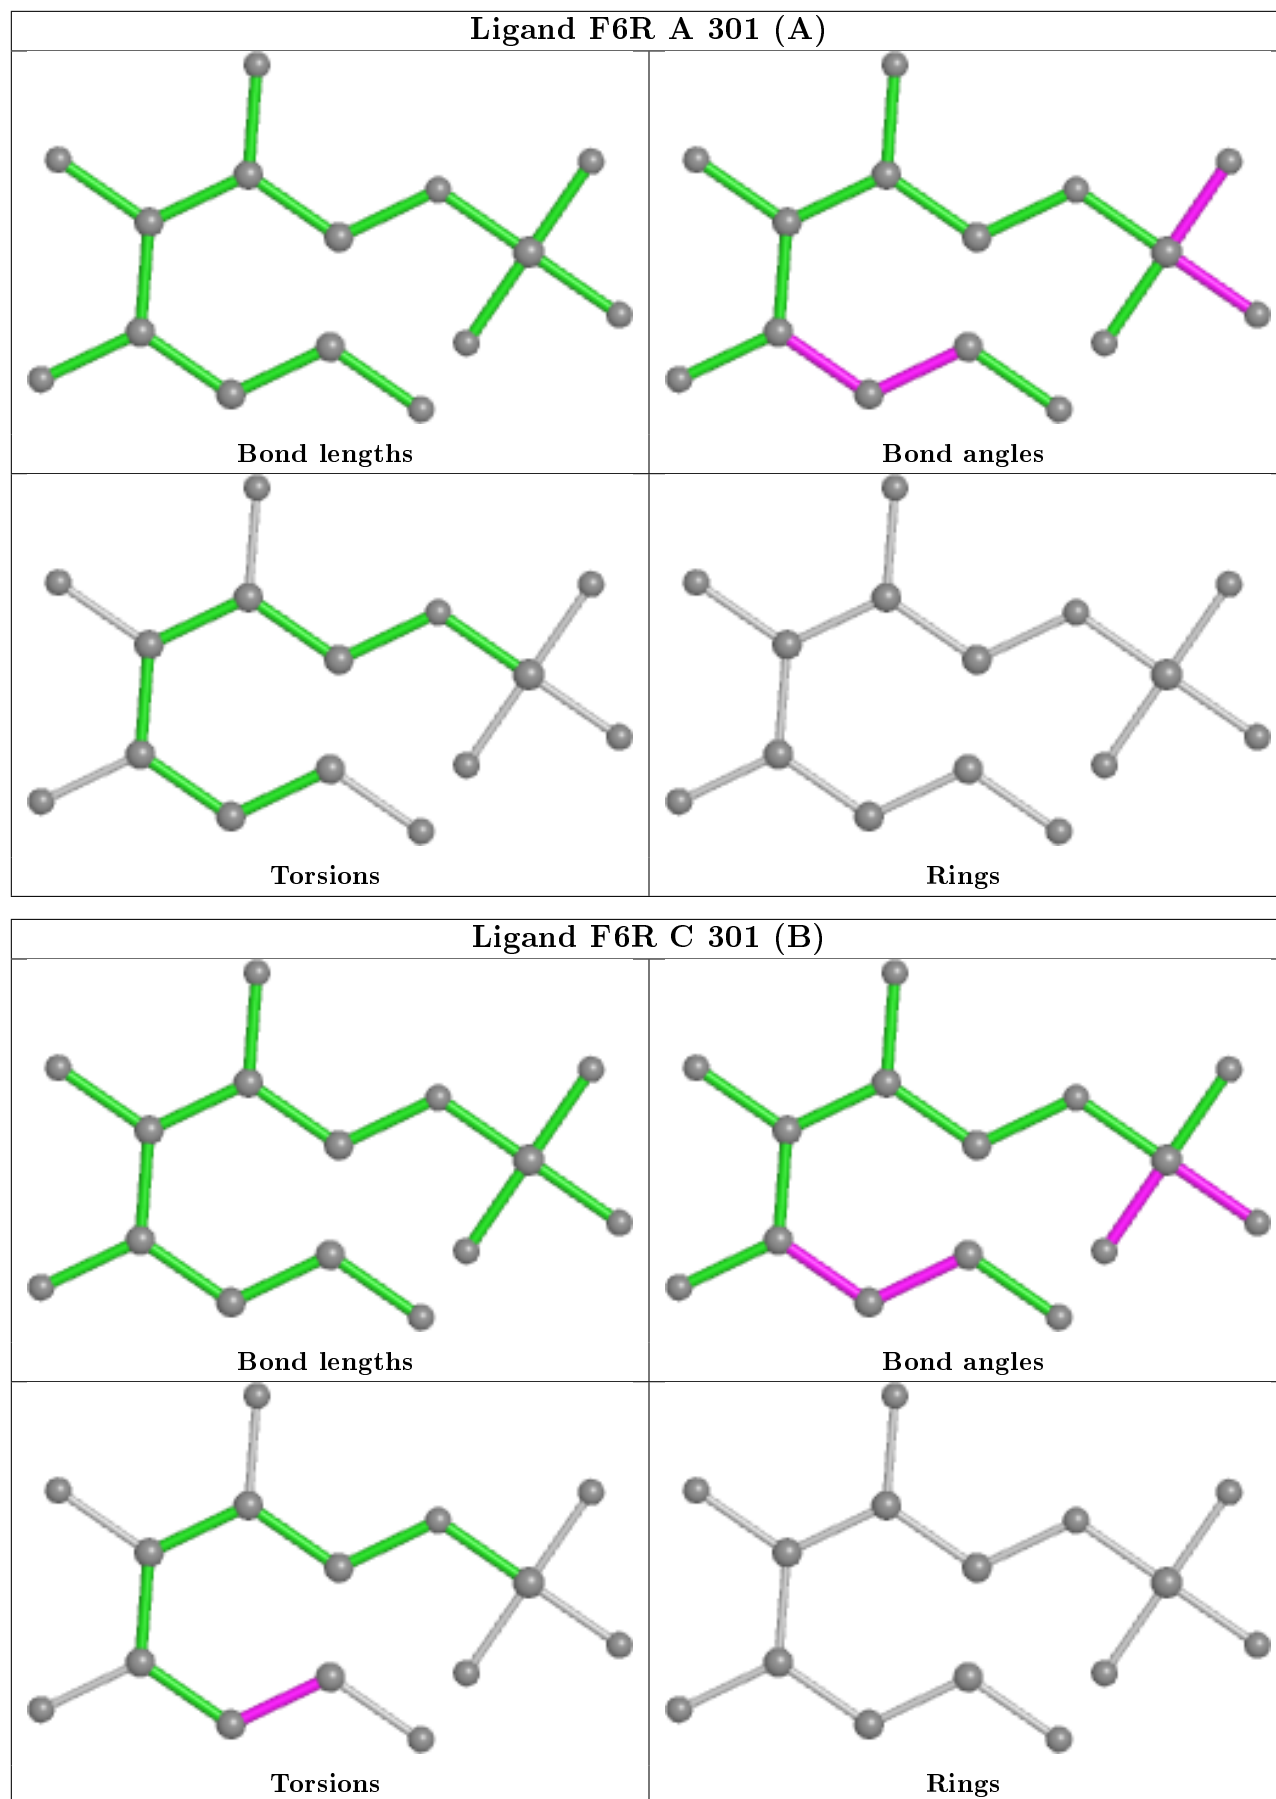 Ligand F6R A 301 (A)
Bond lengths
Bond angles
Torsions
Rings
Ligand F6R C 301 (B)
Bond lengths
Bond angles
Torsions
Rings